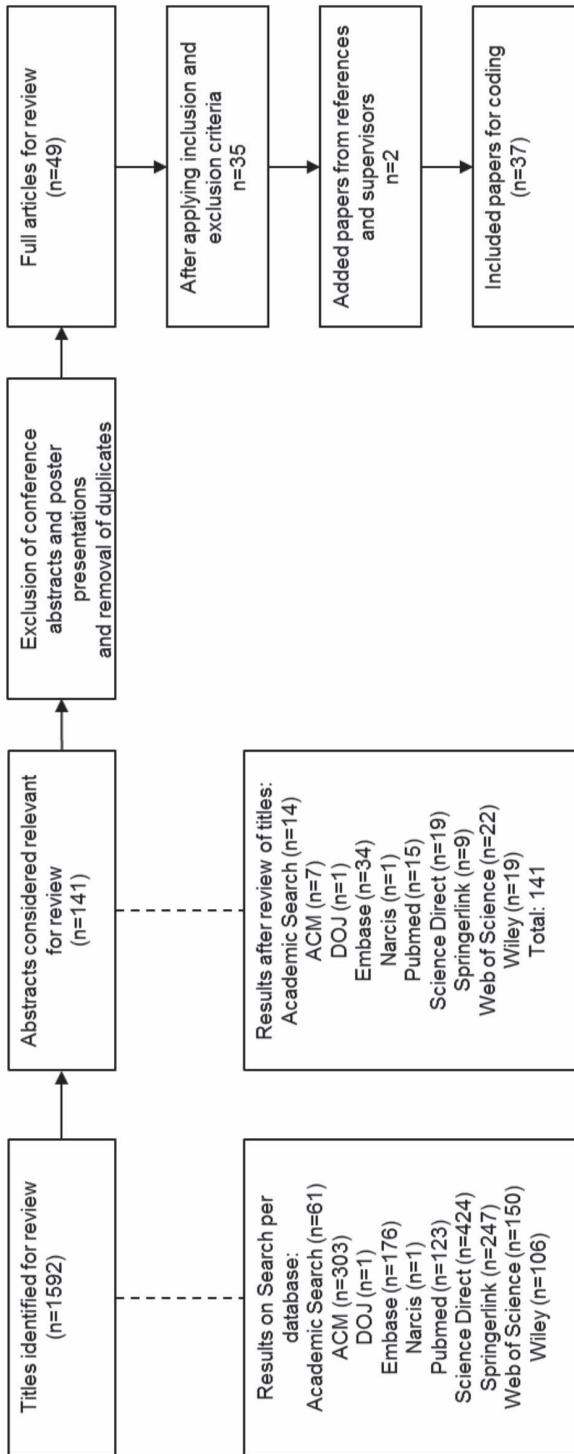 Titles identified for review
(n=1592)
Results on Search per
database:
Academic Search (n=61)
ACM (n=303)
DOJ (n=1)
Embase (n=176)
Narcis (n=1)
Pubmed (n=123)
Science Direct (n=424)
Springerlink (n=247)
Web of Science (n=150)
Wiley (n=106)
Abstracts considered relevant
for review
(n=141)
Results after review of titles:
Academic Search (n=14)
ACM (n=7)
DOJ (n=1)
Embase (n=34)
Narcis (n=1)
Pubmed (n=15)
Science Direct (n=19)
Springerlink (n=9)
Web of Science (n=22)
Wiley (n=19)
Total: 141
Exclusion of conference
abstracts and poster
presentations
and removal of duplicates
Full articles for review
(n=49)
After applying inclusion and
exclusion criteria
n=35
Added papers from references
and supervisors
n=2
Included papers for coding
(n=37)